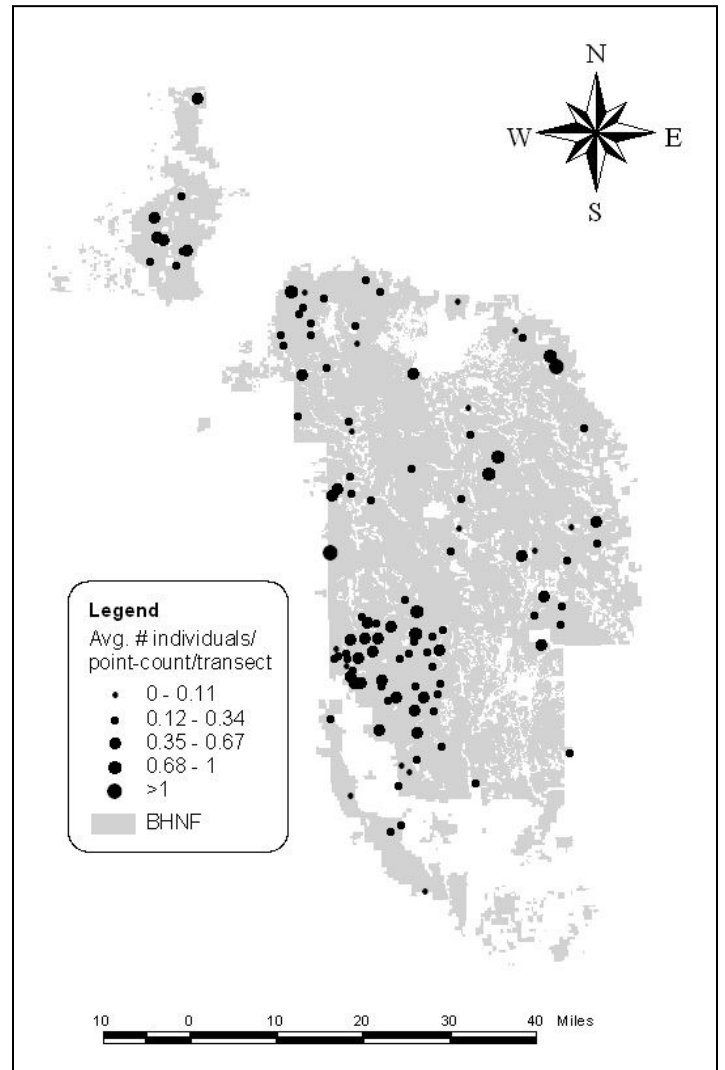 N
W E
S
Legend
Avg. # individuals/
point-count/transect
0 - 0.11
0.12 - 0.34
0.35 - 0.67
0.68 - 1
>1
BHNF
10 0 10 20 30 40 Miles